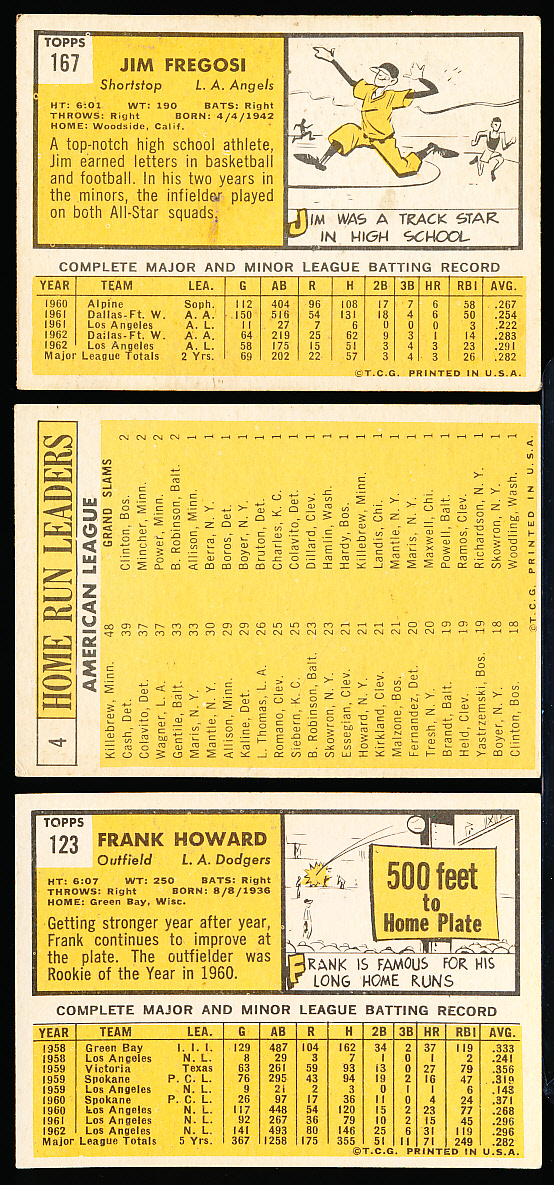 TOPPS
167
JIM FREGOSI
Shortstop L. A. Angels
HT: 6:01 WT: 190 BATS: Right
THROWS: Right BORN: 4/4/1942
HOME: Woodside, Calif.
A top-notch high school athlete,
Jim earned letters in basketball
and football. In his two years in
the minors, the infielder played
on both All-Star squads.
JIM WAS A TRACK STAR
IN HIGH SCHOOL
COMPLETE MAJOR AND MINOR LEAGUE BATTING RECORD
YEAR TEAM LEA. G AB R H 2B 3B HR RBI AVG.
1960 Alpine Soph. 112 404 96 108 17 7 6 58 .267
1961 Dallas-Ft. W. A. A. 150 516 54 131 18 4 6 50 .254
1961 Los Angeles A. L. 11 27 7 6 0 0 0 3 .222
1962 Dallas-Ft. W. A. A. 64 219 25 62 9 3 1 14 .283
1962 Los Angeles A. L. 58 175 15 51 3 4 3 23 .291
Major League Totals 2 Yrs. 69 202 22 57 3 4 3 26 .282
©T.C.G. PRINTED IN U.S.A.
4
HOME RUN LEADERS
AMERICAN LEAGUE
GRAND SLAMS
Killebrew, Minn. 48
Cash, Det. 39 Clinton, Bos. 2
Colavito, Det. 37 Mincher, Minn. 2
Wagner, L. A. 37 Power, Minn. 2
Gentile, Balt. 33 B. Robinson, Balt. 2
Maris, N. Y. 33 Allison, Minn. 1
Mantle, N. Y. 30 Berra, N. Y. 1
Allison, Minn. 29 Boros, Det. 1
Kaline, Det. 29 Boyer, N. Y. 1
L. Thomas, L. A. 26 Bruton, Det. 1
Romano, Clev. 25 Charles, K. C. 1
Siebern, K. C. 25 Colavito, Det. 1
B. Robinson, Balt. 23 Dillard, Clev. 1
Skowron, N. Y. 23 Hamlin, Wash. 1
Essegian, Clev. 21 Hardy, Bos. 1
Howard, N. Y. 21 Killebrew, Minn. 1
Kirkland, Clev. 21 Landis, Chi. 1
Malzone, Bos. 21 Mantle, N. Y. 1
Fernandez, Det. 20 Maris, N. Y. 1
Tresh, N. Y. 20 Maxwell, Chi. 1
Brandt, Balt. 19 Powell, Balt. 1
Held, Clev. 19 Ramos, Clev. 1
Yastrzemski, Bos. 19 Richardson, N. Y. 1
Boyer, N. Y. 18 Skowron, N. Y. 1
Clinton, Bos. 18 Woodling, Wash. 1
©T.C.G. PRINTED IN U.S.A.
TOPPS
123
FRANK HOWARD
Outfield L. A. Dodgers
HT: 6:07 WT: 250 BATS: Right
THROWS: Right BORN: 8/8/1936
HOME: Green Bay, Wisc.
Getting stronger year after year,
Frank continues to improve at
the plate. The outfielder was
Rookie of the Year in 1960.
500 feet
to
Home Plate
FRANK IS FAMOUS FOR HIS
LONG HOME RUNS
COMPLETE MAJOR AND MINOR LEAGUE BATTING RECORD
YEAR TEAM LEA. G AB R H 2B 3B HR RBI AVG.
1958 Green Bay I. I. I. 129 487 104 162 34 2 37 119 .333
1958 Los Angeles N. L. 8 29 3 7 1 0 1 2 .241
1959 Victoria Texas 63 261 59 93 13 0 27 79 .356
1959 Spokane P. C. L. 76 295 43 94 19 2 16 47 .319
1959 Los Angeles N. L. 9 21 2 3 0 1 1 6 .143
1960 Spokane P. C. L. 26 97 17 36 11 0 4 24 .371
1960 Los Angeles N. L. 117 448 54 120 15 2 23 77 .268
1961 Los Angeles N. L. 92 267 36 79 10 2 15 45 .296
1962 Los Angeles N. L. 141 493 80 146 25 6 31 119 .296
Major League Totals 5 Yrs. 367 1258 175 355 51 11 71 249 .282
©T.C.G. PRINTED IN U.S.A.